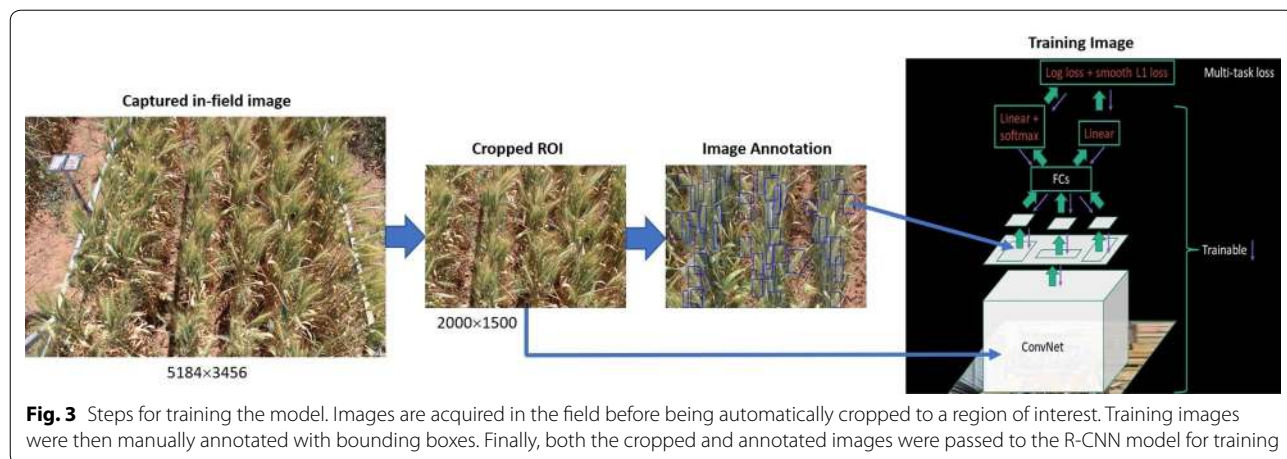 Captured in-field image
5184×3456
Cropped ROI
2000×1500
Image Annotation
Training Image
Log loss + smooth L1 loss
Multi-task loss
Linear +
softmax
Linear
FCs
Trainable
ConvNet
Fig. 3 Steps for training the model. Images are acquired in the field before being automatically cropped to a region of interest. Training images
were then manually annotated with bounding boxes. Finally, both the cropped and annotated images were passed to the R-CNN model for training